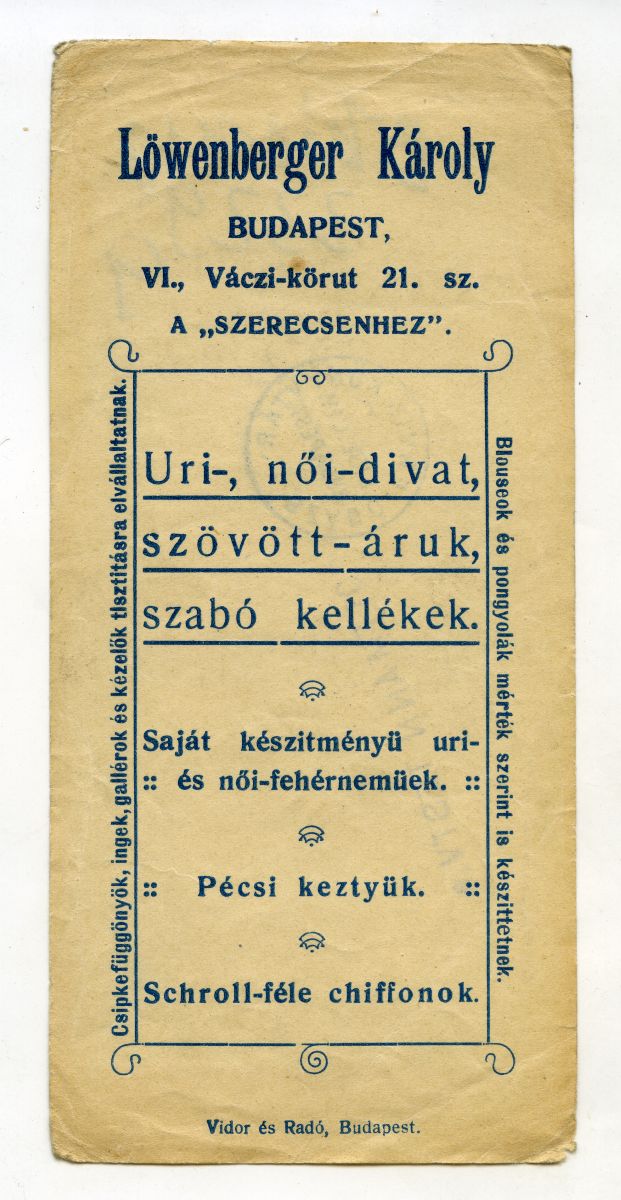 Löwenberger Károly
BUDAPEST,
VI., Váczi-körut 21. sz.
A „SZERECSENHEZ”.
Csipkefüggönyök, ingek, gallérok és kézelők tisztitásra elvállaltatnak.
Uri-, női-divat,
szövött-áruk,
szabó kellékek.
Saját készitményü uri-
:: és női-fehérnemüek. ::
:: Pécsi keztyük. ::
Schroll-féle chiffonok.
Blouseok és pongyolák mérték szerint is készittetnek.
Vidor és Radó, Budapest.